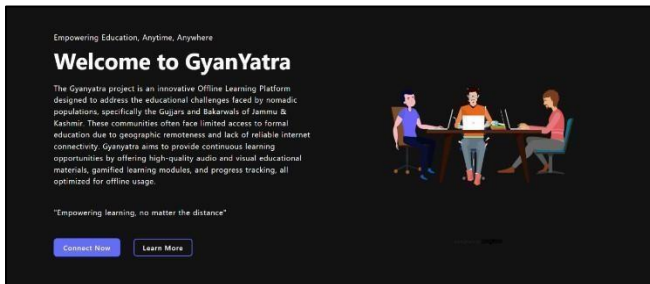 Empowering Education, Anytime, Anywhere
Welcome to GyanYatra
The Gyanyatra project is an innovative Offline Learning Platform
designed to address the educational challenges faced by nomadic
populations, specifically the Gujjars and Bakarwals of Jammu &
Kashmir. These communities often face limited access to formal
education due to geographic remoteness and lack of reliable internet
connectivity. Gyanyatra aims to provide continuous learning
opportunities by offering high-quality audio and visual educational
materials, gamified learning modules, and progress tracking, all
optimized for offline usage.
"Empowering learning, no matter the distance"
Connect Now
Learn More